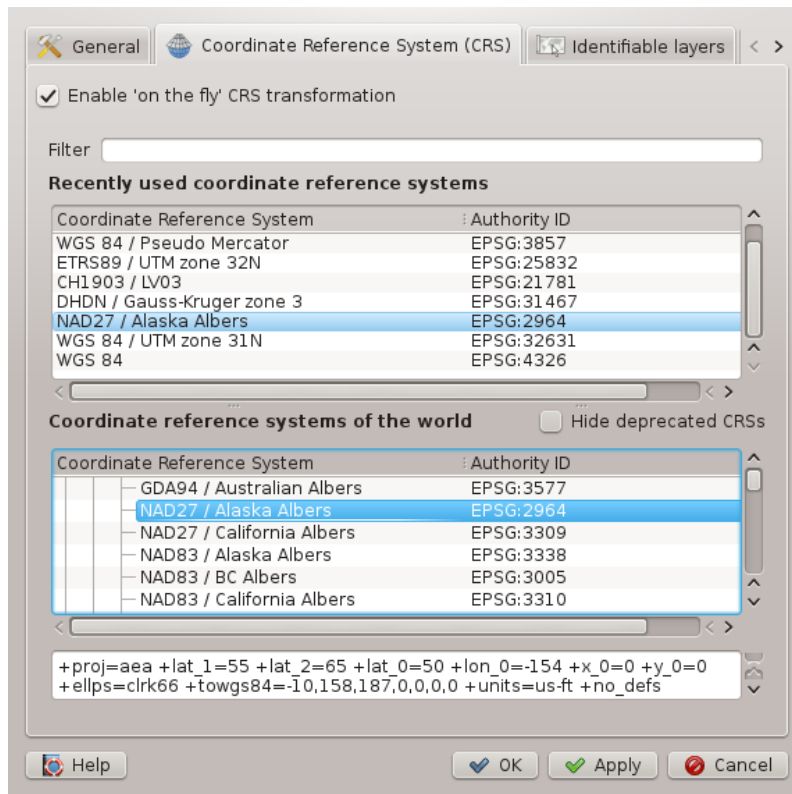 General Coordinate Reference System (CRS) Identifiable layers
Enable 'on the fly' CRS transformation
Filter
Recently used coordinate reference systems
Coordinate Reference System Authority ID
WGS 84 / Pseudo Mercator EPSG:3857
ETRS89 / UTM zone 32N EPSG:25832
CH1903 / LV03 EPSG:21781
DHDN / Gauss-Kruger zone 3 EPSG:31467
NAD27 / Alaska Albers EPSG:2964
WGS 84 / UTM zone 31N EPSG:32631
WGS 84 EPSG:4326
Coordinate reference systems of the world Hide deprecated CRSs
Coordinate Reference System Authority ID
GDA94 / Australian Albers EPSG:3577
NAD27 / Alaska Albers EPSG:2964
NAD27 / California Albers EPSG:3309
NAD83 / Alaska Albers EPSG:3338
NAD83 / BC Albers EPSG:3005
NAD83 / California Albers EPSG:3310
+proj=aea +lat_1=55 +lat_2=65 +lat_0=50 +lon_0=-154 +x_0=0 +y_0=0
+ellps=clrk66 +towgs84=-10,158,187,0,0,0,0 +units=us-ft +no_defs
Help OK Apply Cancel